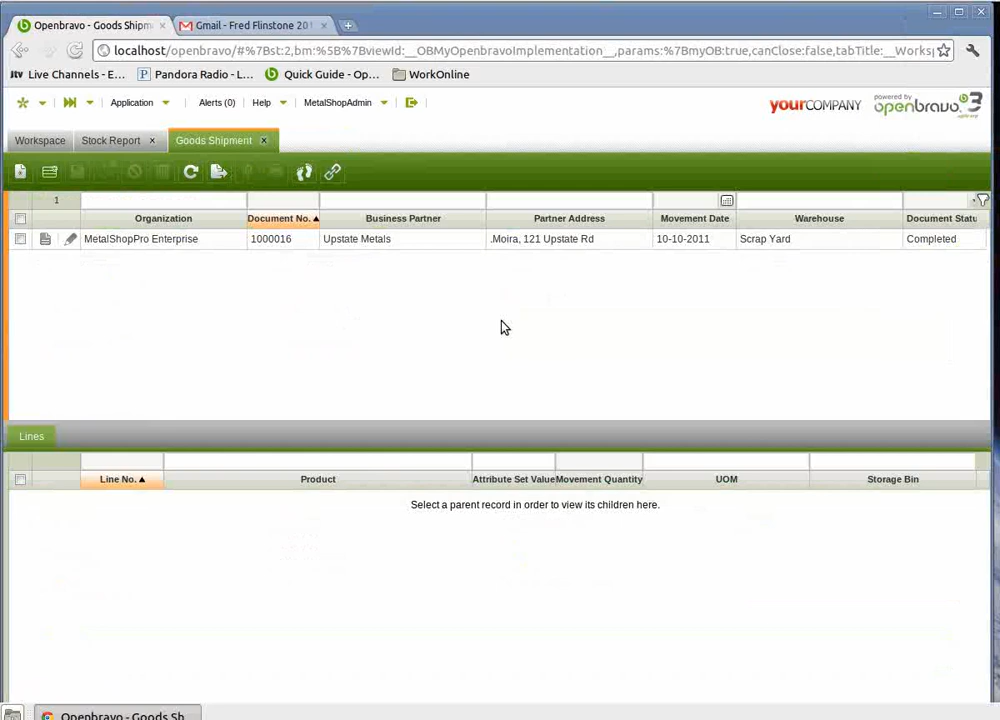 Openbravo - Goods Shipm
Gmail - Fred Flinstone 201
localhost/openbravo/#%7Bst:2,bm:%5B%7BviewId:__OBMyOpenbravoImplementation__,params:%7BmyOB:true,canClose:false,tabTitle:__Worksp
itv Live Channels - E...
P Pandora Radio - L...
Quick Guide - Op...
WorkOnline
Application
Alerts (0)
Help
MetalShopAdmin
yourCOMPANY
powered by
openbravo 3
Workspace
Stock Report
Goods Shipment
1
Organization Document No. Business Partner Partner Address Movement Date Warehouse Document Statu
MetalShopPro Enterprise 1000016 Upstate Metals .Moira, 121 Upstate Rd 10-10-2011 Scrap Yard Completed
Lines
Line No. Product Attribute Set Value Movement Quantity UOM Storage Bin
Select a parent record in order to view its children here.
Openbravo - Goods Sh